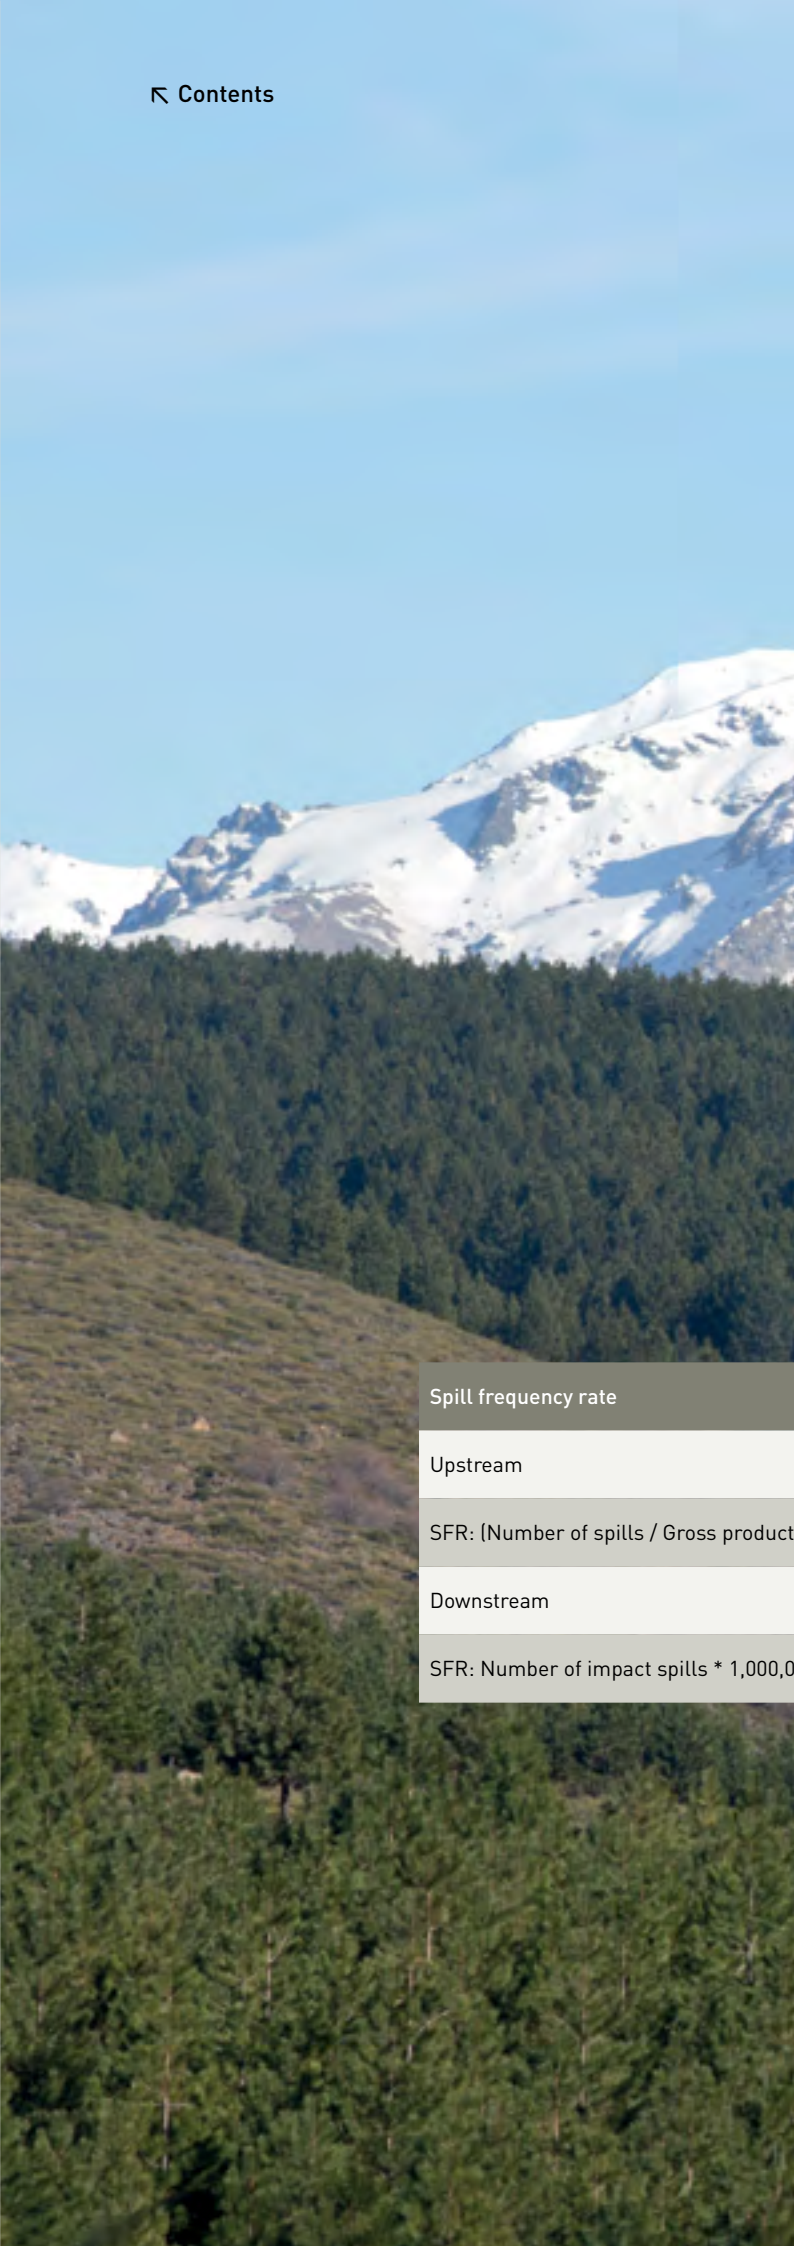 Contents
Spill frequency rate
Upstream
SFR: (Number of spills / Gross product
Downstream
SFR: Number of impact spills * 1,000,0